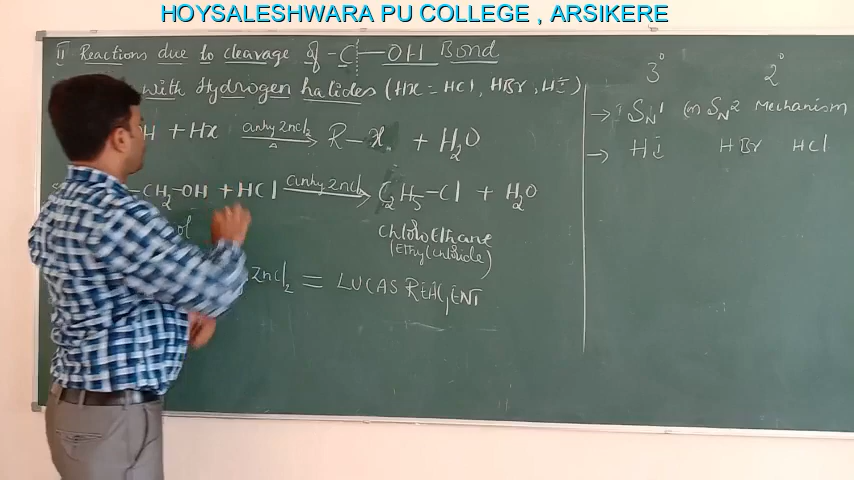 HOYSALESHWARA PU COLLEGE , ARSIKERE
II Reactions due to cleavage of -C-OH Bond
with Hydrogen halides (HX = HCl, HBr, HI)
H + Hx anhy ZnCl2 △ R-X + H2O
-CH2-OH + HCl anhy ZnCl2 C2H5-Cl + H2O
ol
chloroEthane
(Ethyl chloride)
ZnCl2 = LUCAS REAGENT
3° 2°
→ SN1 (or) SN2 Mechanism
→ HI HBr HCl